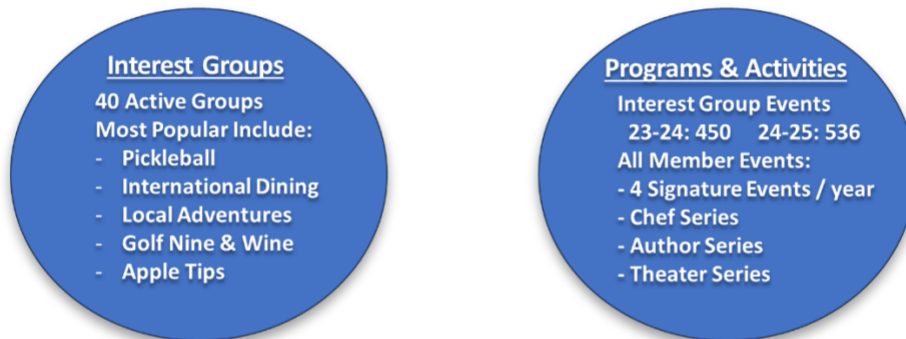 Interest Groups
40 Active Groups
Most Popular Include:
- Pickleball
- International Dining
- Local Adventures
- Golf Nine & Wine
- Apple Tips
Programs & Activities
Interest Group Events
23-24: 450 24-25: 536
All Member Events:
- 4 Signature Events / year
- Chef Series
- Author Series
- Theater Series